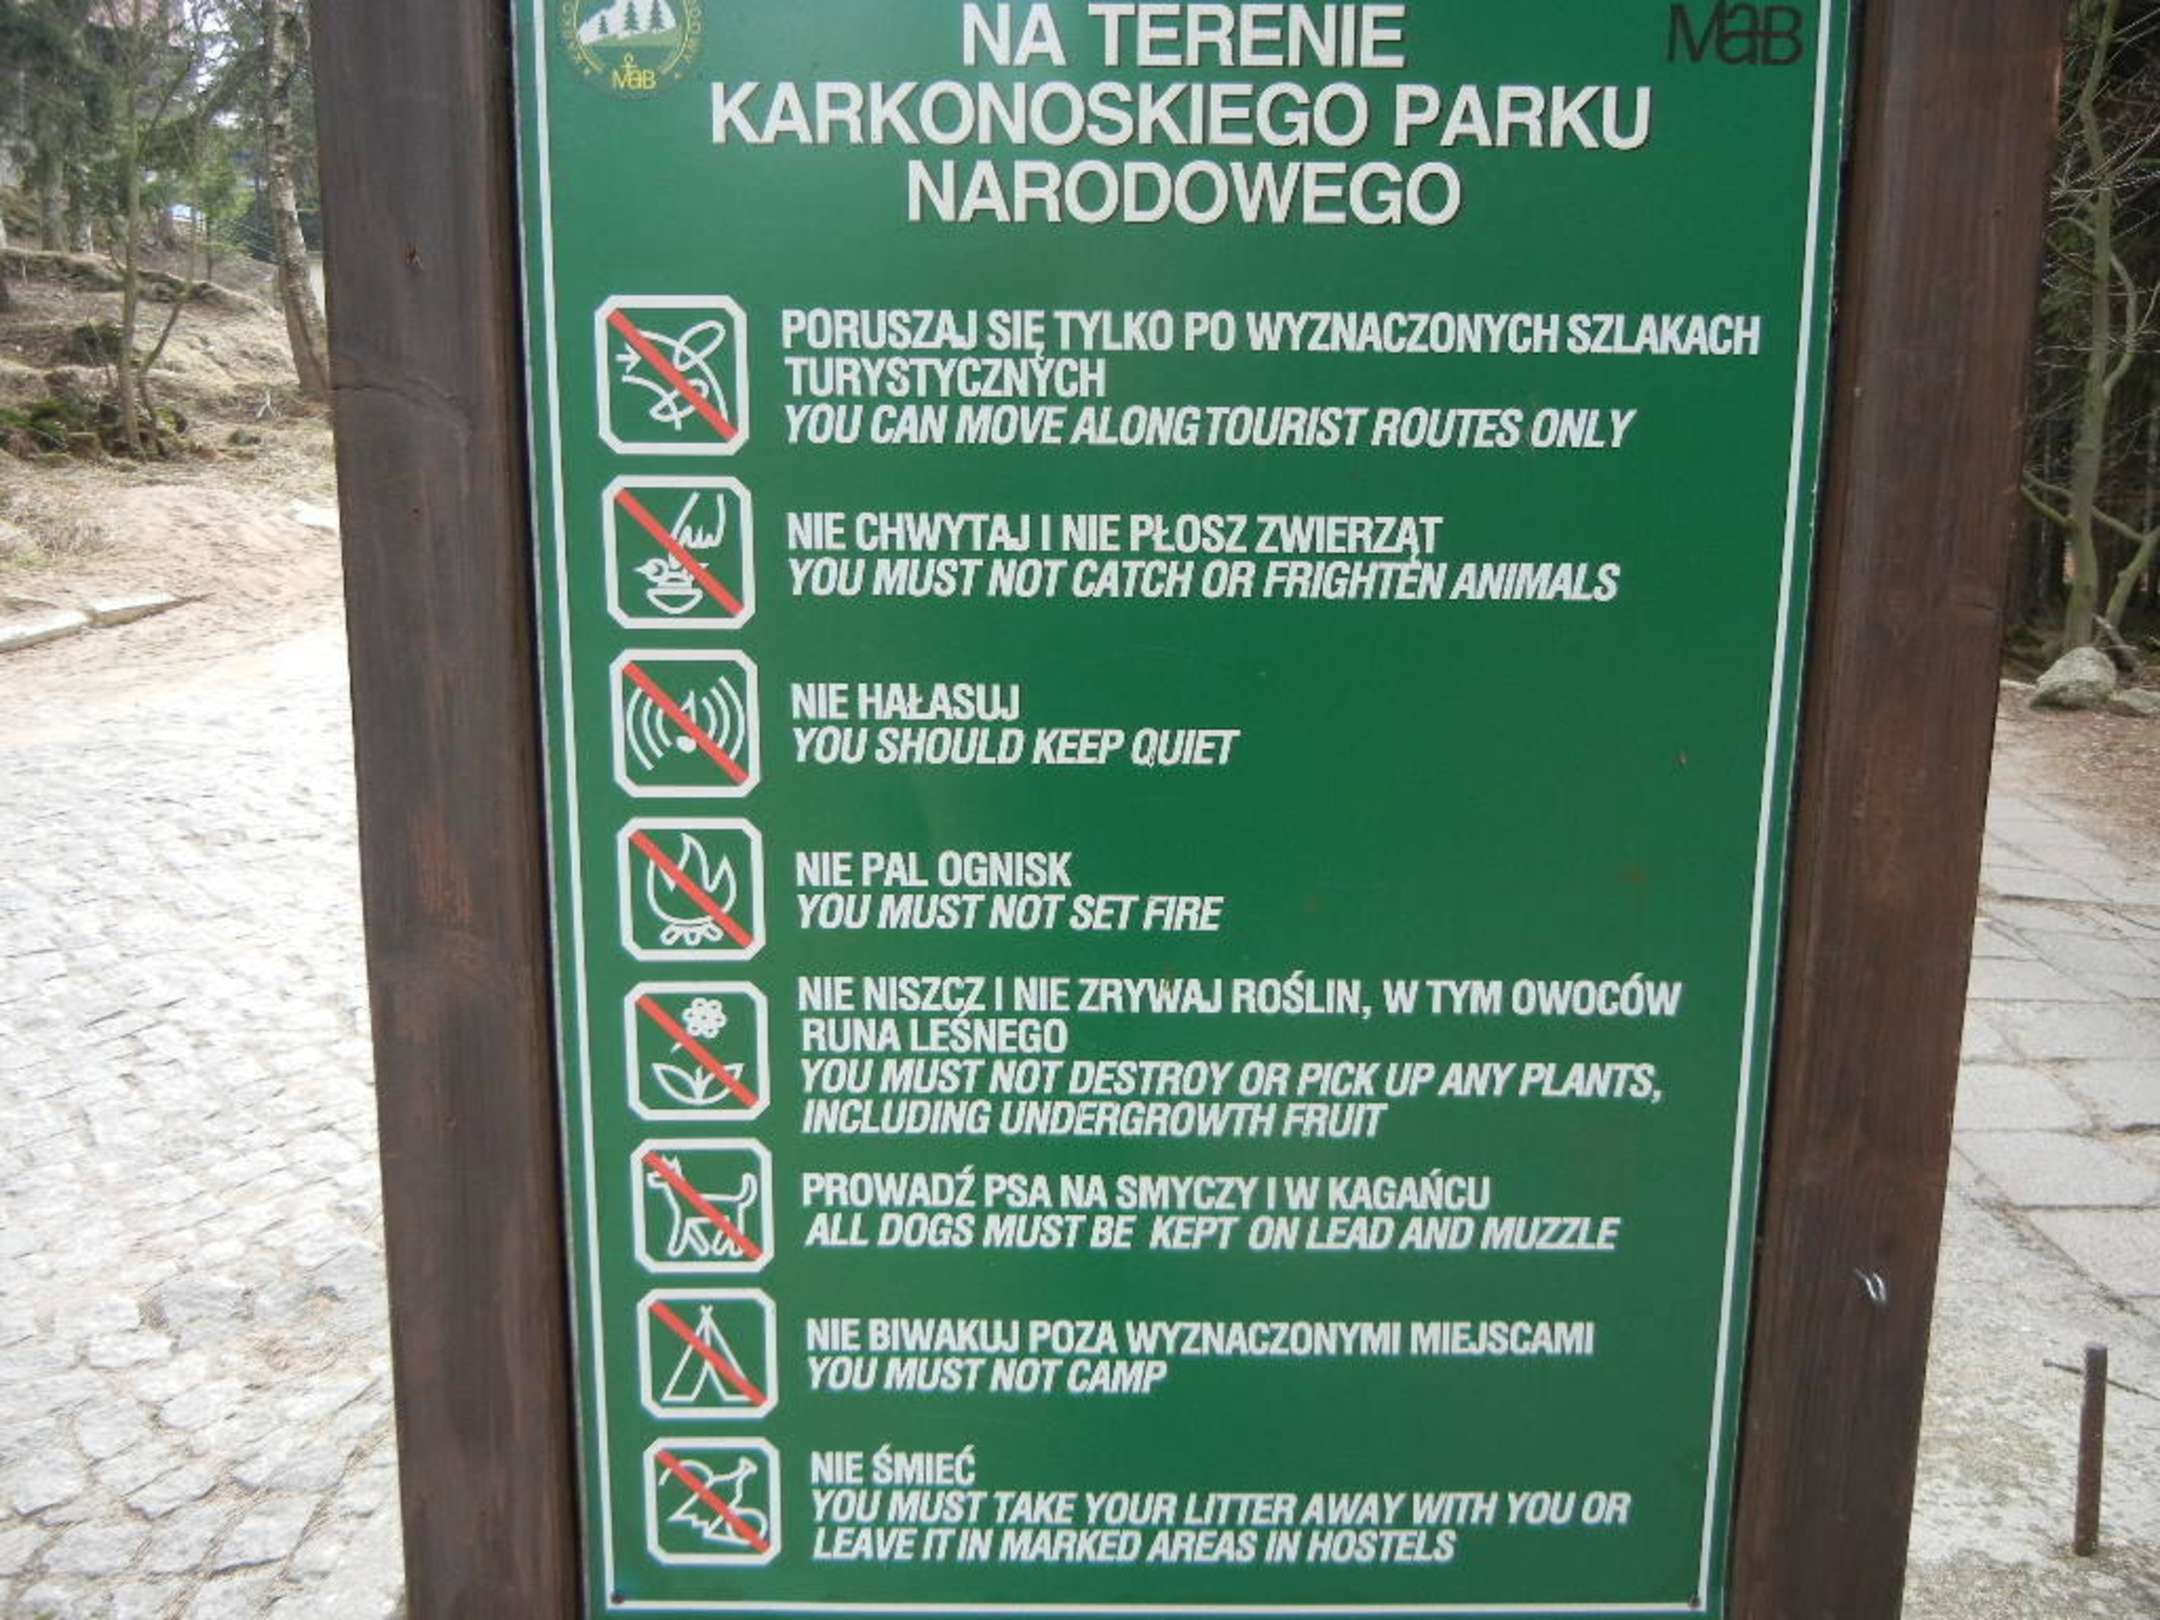 MaB
MaB
NA TERENIE
KARKONOSKIEGO PARKU
NARODOWEGO
PORUSZAJ SIĘ TYLKO PO WYZNACZONYCH SZLAKACH
TURYSTYCZNYCH
YOU CAN MOVE ALONG TOURIST ROUTES ONLY
NIE CHWYTAJ I NIE PŁOSZ ZWIERZĄT
YOU MUST NOT CATCH OR FRIGHTEN ANIMALS
NIE HAŁASUJ
YOU SHOULD KEEP QUIET
NIE PAL OGNISK
YOU MUST NOT SET FIRE
NIE NISZCZ I NIE ZRYWAJ ROŚLIN, W TYM OWOCÓW
RUNA LEŚNEGO
YOU MUST NOT DESTROY OR PICK UP ANY PLANTS,
INCLUDING UNDERGROWTH FRUIT
PROWADŹ PSA NA SMYCZY I W KAGAŃCU
ALL DOGS MUST BE KEPT ON LEAD AND MUZZLE
NIE BIWAKUJ POZA WYZNACZONYMI MIEJSCAMI
YOU MUST NOT CAMP
NIE ŚMIEĆ
YOU MUST TAKE YOUR LITTER AWAY WITH YOU OR
LEAVE IT IN MARKED AREAS IN HOSTELS